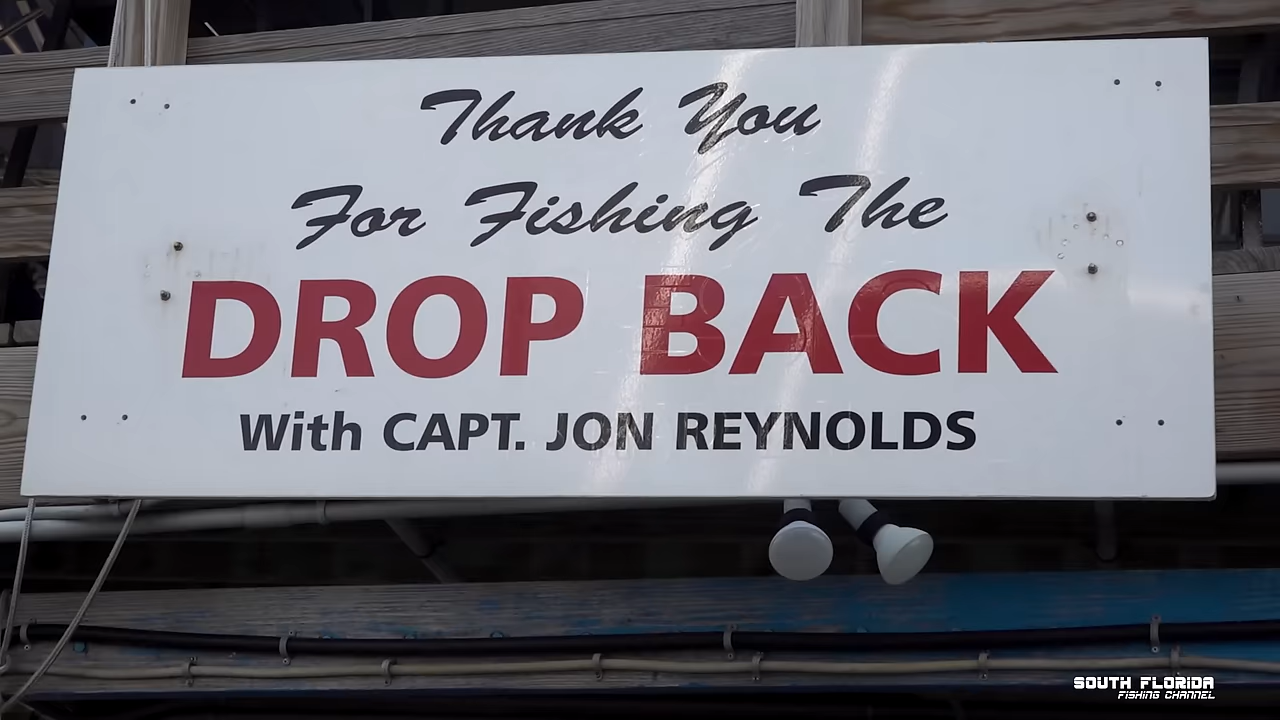 Thank You
For Fishing The
DROP BACK
With CAPT. JON REYNOLDS
SOUTH FLORIDA
FISHING CHANNEL